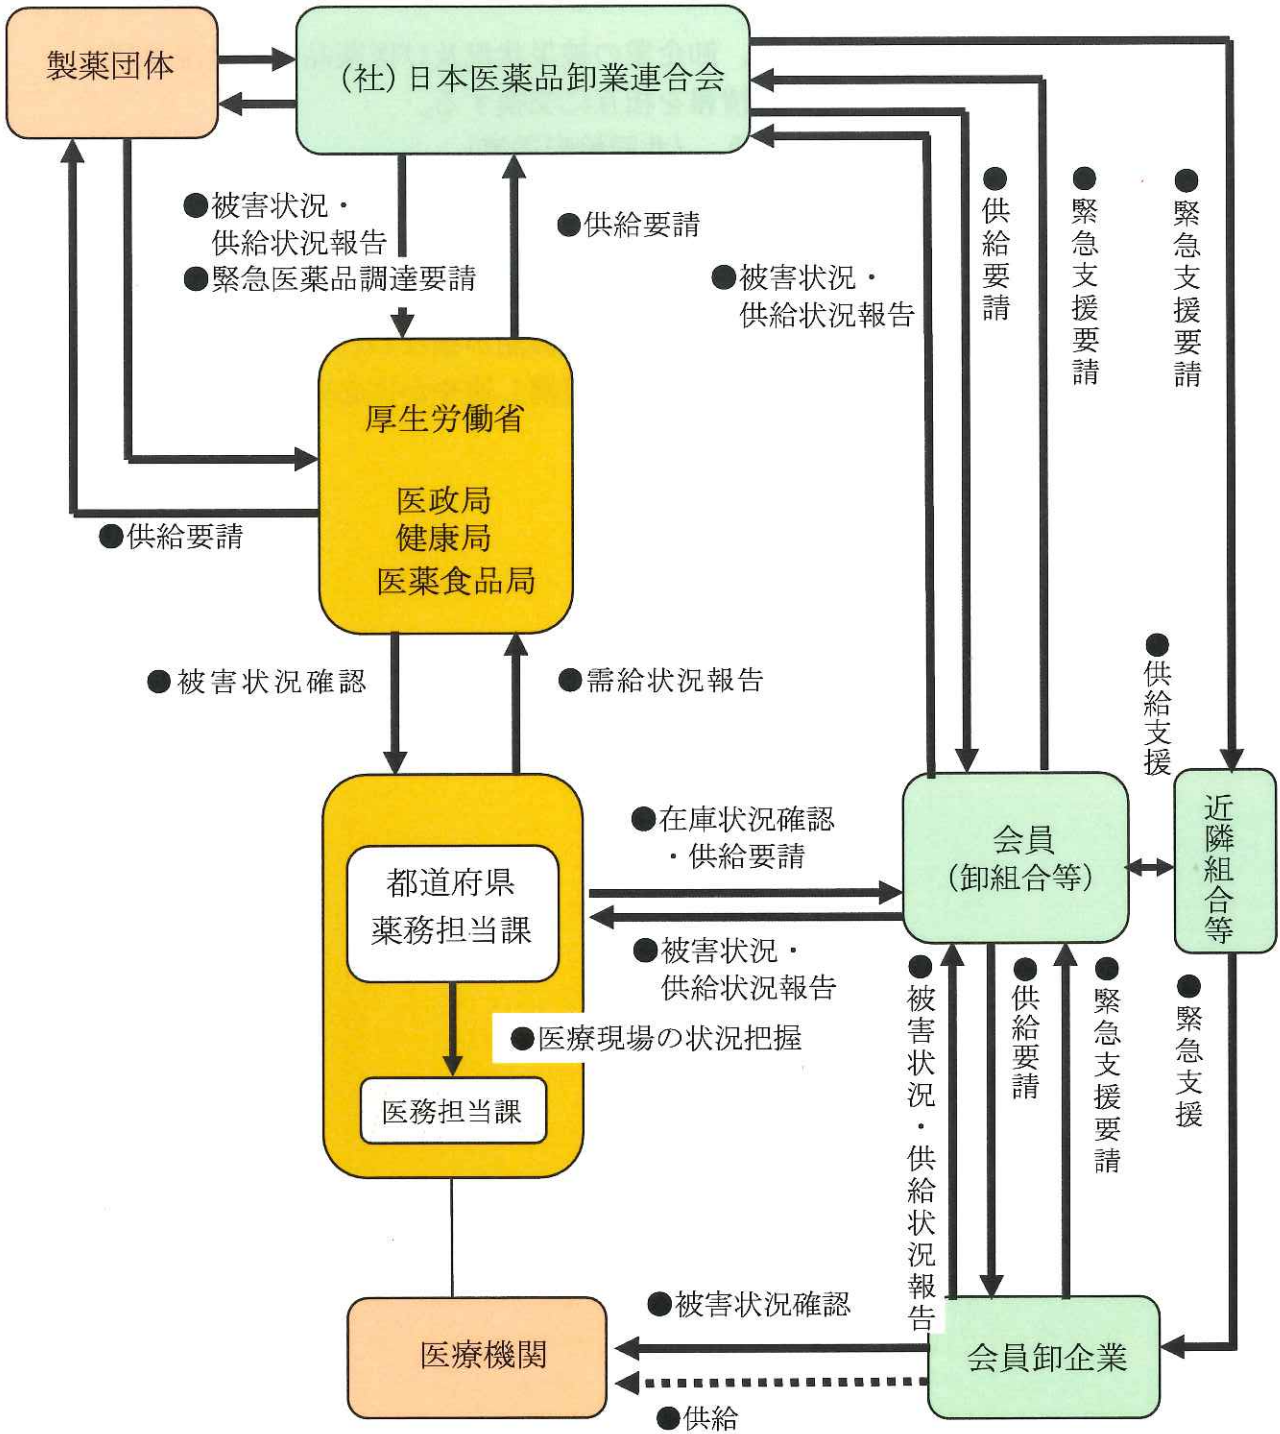 製薬団体
(社)日本医薬品卸業連合会
●被害状況・
供給状況報告
●緊急医薬品調達要請
●供給要請
●被害状況・
供給状況報告
●供給要請
●緊急支援要請
●緊急支援要請
厚生労働省
医政局
健康局
医薬食品局
●供給要請
●被害状況確認
●需給状況報告
●供給支援
都道府県
薬務担当課
●医療現場の状況把握
医務担当課
●在庫状況確認
・供給要請
●被害状況・
供給状況報告
会員
(卸組合等)
近隣組合等
●被害状況・供給状況報告
●供給要請
●緊急支援要請
●緊急支援
●被害状況確認
医療機関
会員卸企業
●供給